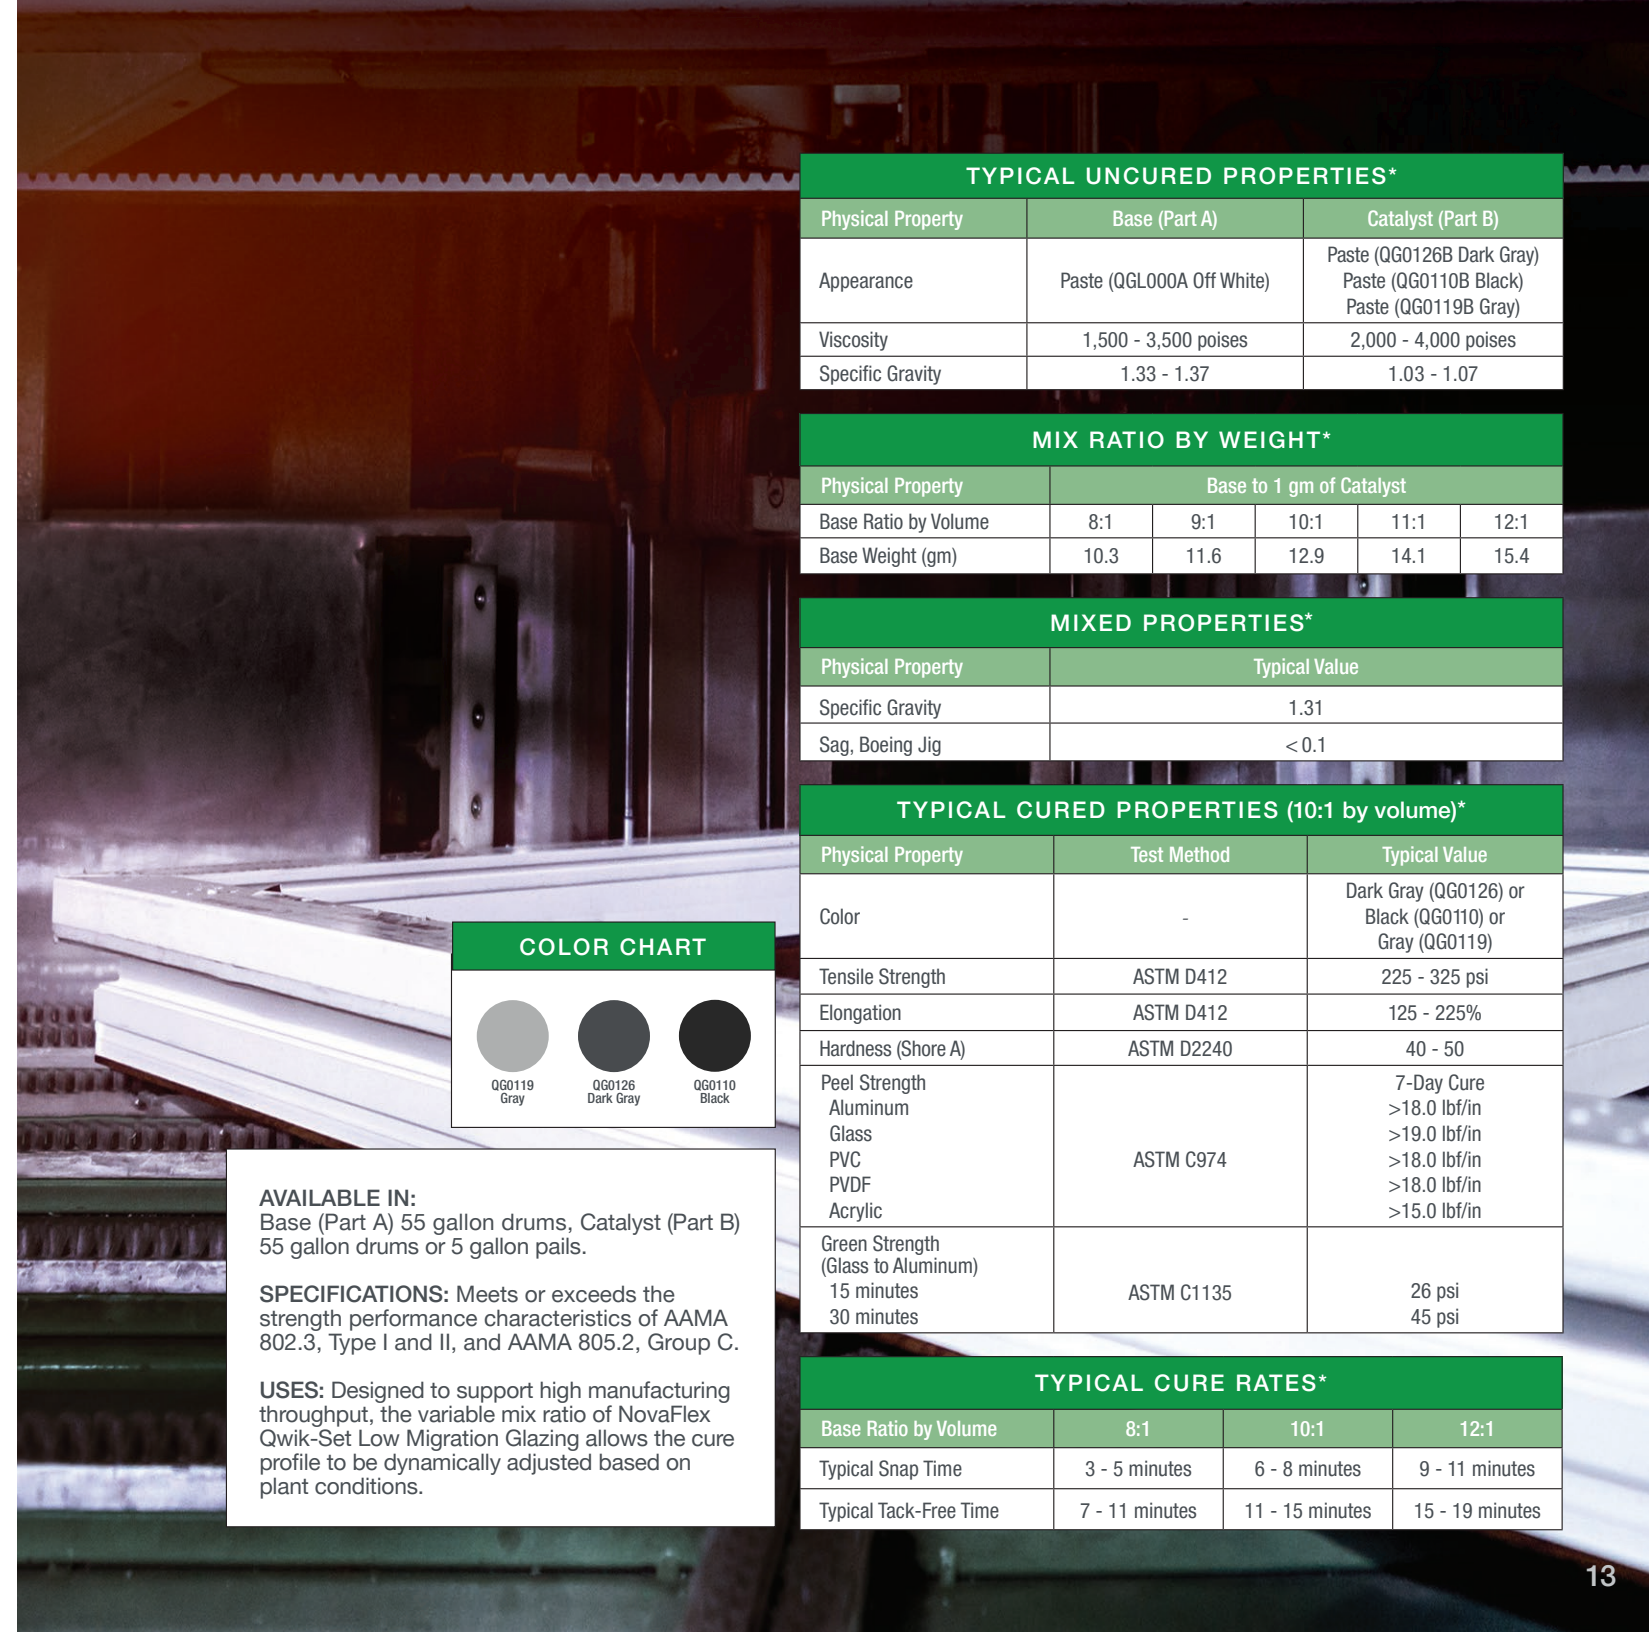 TYPICAL UNCURED PROPERTIES*
Physical Property Base (Part A) Catalyst (Part B)
Appearance Paste (QGL000A Off White) Paste (QG0126B Dark Gray)
Paste (QG0110B Black)
Paste (QG0119B Gray)
Viscosity 1,500 - 3,500 poises 2,000 - 4,000 poises
Specific Gravity 1.33 - 1.37 1.03 - 1.07
MIX RATIO BY WEIGHT*
Physical Property Base to 1 gm of Catalyst
Base Ratio by Volume 8:1 9:1 10:1 11:1 12:1
Base Weight (gm) 10.3 11.6 12.9 14.1 15.4
MIXED PROPERTIES*
Physical Property Typical Value
Specific Gravity 1.31
Sag, Boeing Jig < 0.1
TYPICAL CURED PROPERTIES (10:1 by volume)*
Physical Property Test Method Typical Value
Color - Dark Gray (QG0126) or
Black (QG0110) or
Gray (QG0119)
Tensile Strength ASTM D412 225 - 325 psi
Elongation ASTM D412 125 - 225%
Hardness (Shore A) ASTM D2240 40 - 50
Peel Strength 7-Day Cure
Aluminum >18.0 lbf/in
Glass >19.0 lbf/in
PVC ASTM C974 >18.0 lbf/in
PVDF >18.0 lbf/in
Acrylic >15.0 lbf/in
Green Strength
(Glass to Aluminum)
15 minutes ASTM C1135 26 psi
30 minutes 45 psi
TYPICAL CURE RATES*
Base Ratio by Volume 8:1 10:1 12:1
Typical Snap Time 3 - 5 minutes 6 - 8 minutes 9 - 11 minutes
Typical Tack-Free Time 7 - 11 minutes 11 - 15 minutes 15 - 19 minutes
COLOR CHART
QG0119 QG0126 QG0110
Gray Dark Gray Black
AVAILABLE IN:
Base (Part A) 55 gallon drums, Catalyst (Part B)
55 gallon drums or 5 gallon pails.
SPECIFICATIONS: Meets or exceeds the
strength performance characteristics of AAMA
802.3, Type I and II, and AAMA 805.2, Group C.
USES: Designed to support high manufacturing
throughput, the variable mix ratio of NovaFlex
Qwik-Set Low Migration Glazing allows the cure
profile to be dynamically adjusted based on
plant conditions.
13